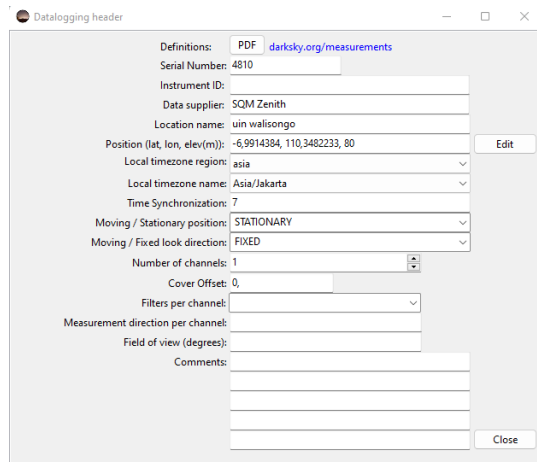 Datalogging header
Definitions: PDF darksky.org/measurements
Serial Number: 4810
Instrument ID:
Data supplier: SQM Zenith
Location name: uin walisongo
Position (lat, lon, elev(m)): -6,9914384, 110,3482233, 80 Edit
Local timezone region: asia
Local timezone name: Asia/Jakarta
Time Synchronization: 7
Moving / Stationary position: STATIONARY
Moving / Fixed look direction: FIXED
Number of channels: 1
Cover Offset: 0,
Filters per channel:
Measurement direction per channel:
Field of view (degrees):
Comments:
Close